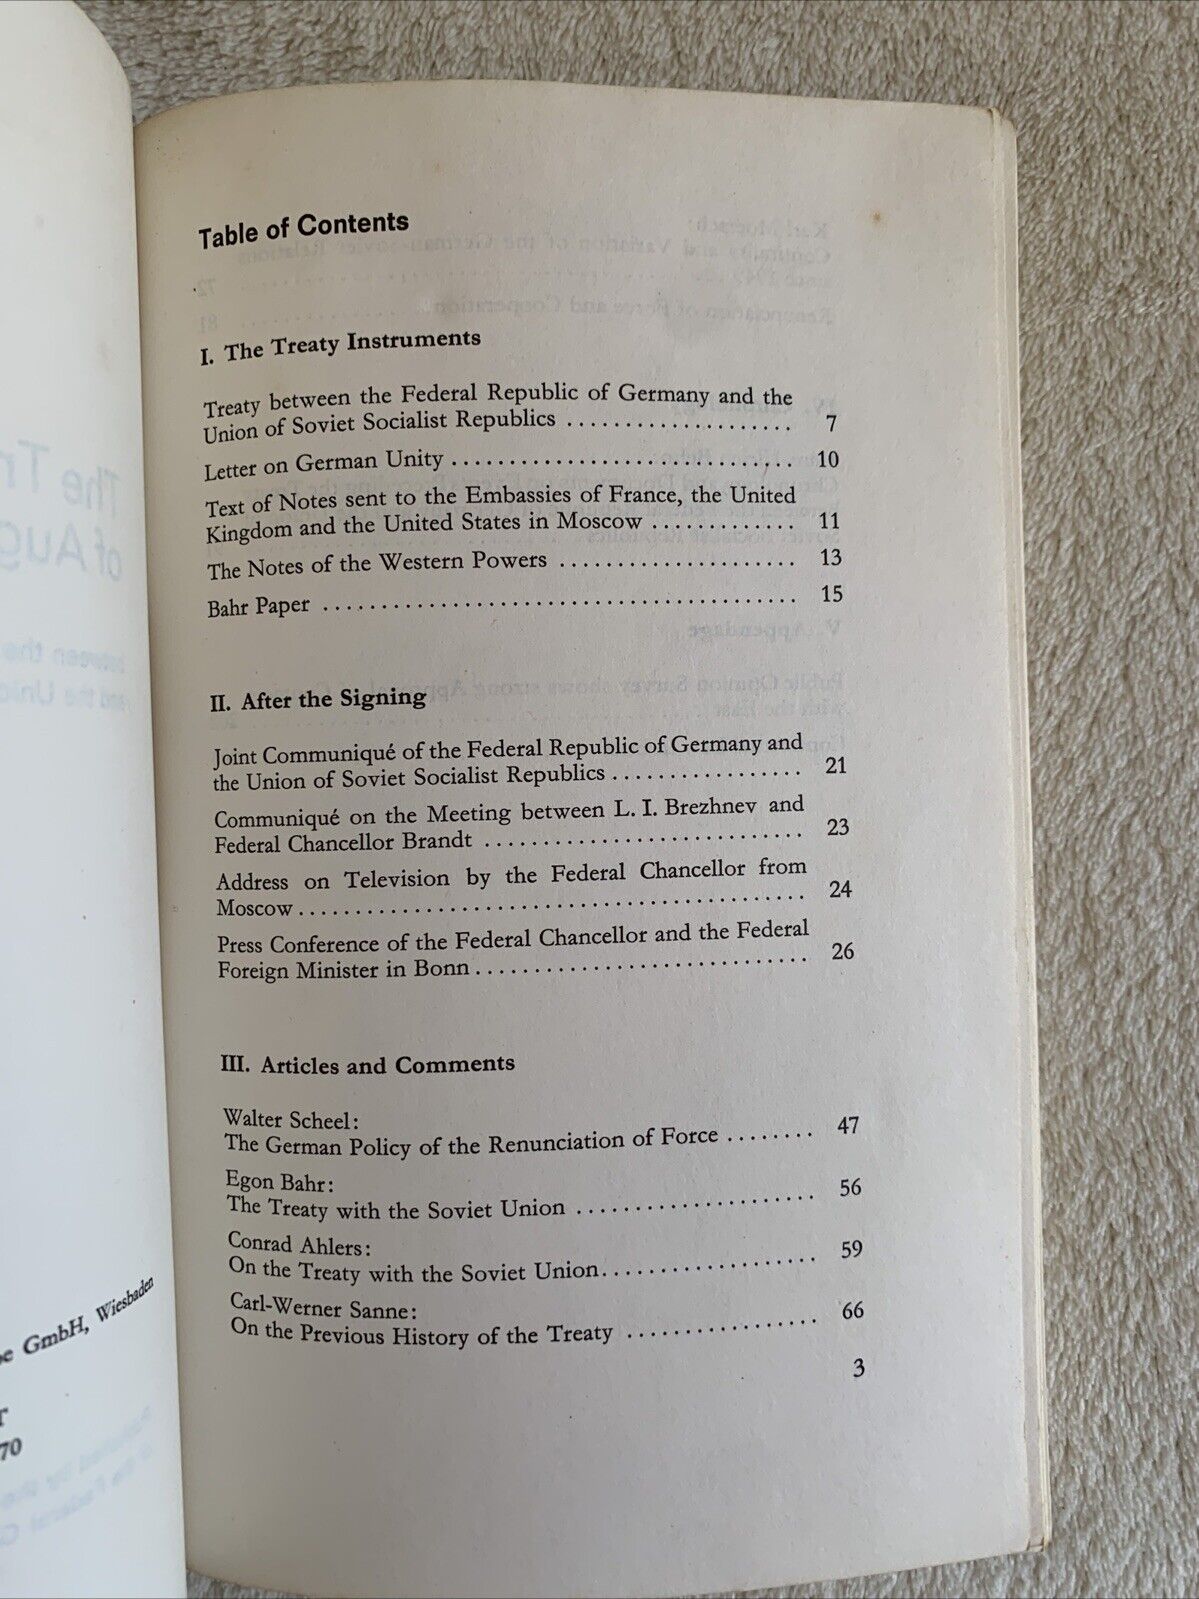 Table of Contents
I. The Treaty Instruments
Treaty between the Federal Republic of Germany and the
Union of Soviet Socialist Republics .................... 7
Letter on German Unity .............................. 10
Text of Notes sent to the Embassies of France, the United
Kingdom and the United States in Moscow ............. 11
The Notes of the Western Powers ..................... 13
Bahr Paper ......................................... 15
II. After the Signing
Joint Communiqué of the Federal Republic of Germany and
the Union of Soviet Socialist Republics ................. 21
Communiqué on the Meeting between L. I. Brezhnev and
Federal Chancellor Brandt ............................ 23
Address on Television by the Federal Chancellor from
Moscow ............................................ 24
Press Conference of the Federal Chancellor and the Federal
Foreign Minister in Bonn ............................. 26
III. Articles and Comments
Walter Scheel:
The German Policy of the Renunciation of Force ........ 47
Egon Bahr:
The Treaty with the Soviet Union ..................... 56
Conrad Ahlers:
On the Treaty with the Soviet Union ................... 59
Carl-Werner Sanne:
On the Previous History of the Treaty ................. 66
3
GmbH, Wiesbaden
70